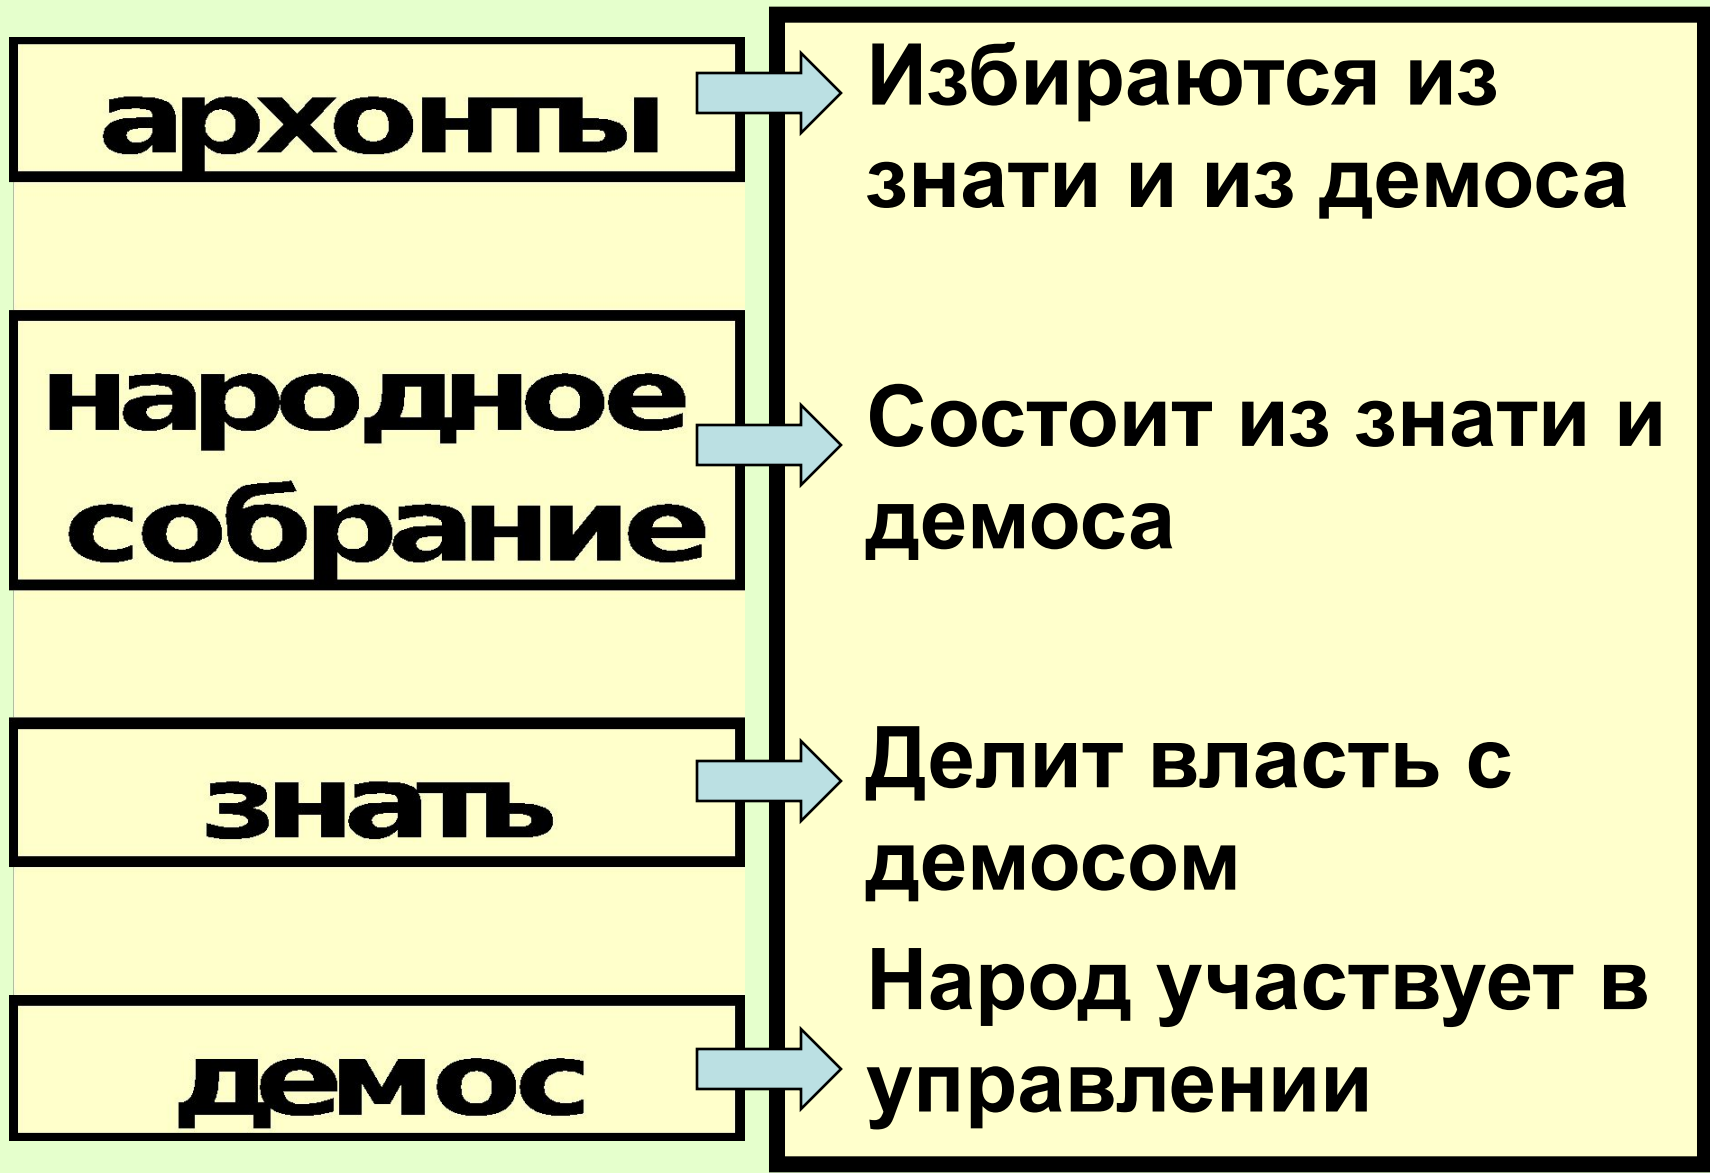 архонты
Избираются из
знати и из демоса
народное
собрание
Состоит из знати и
демоса
знать
Делит власть с
демосом
демос
Народ участвует в
управлении